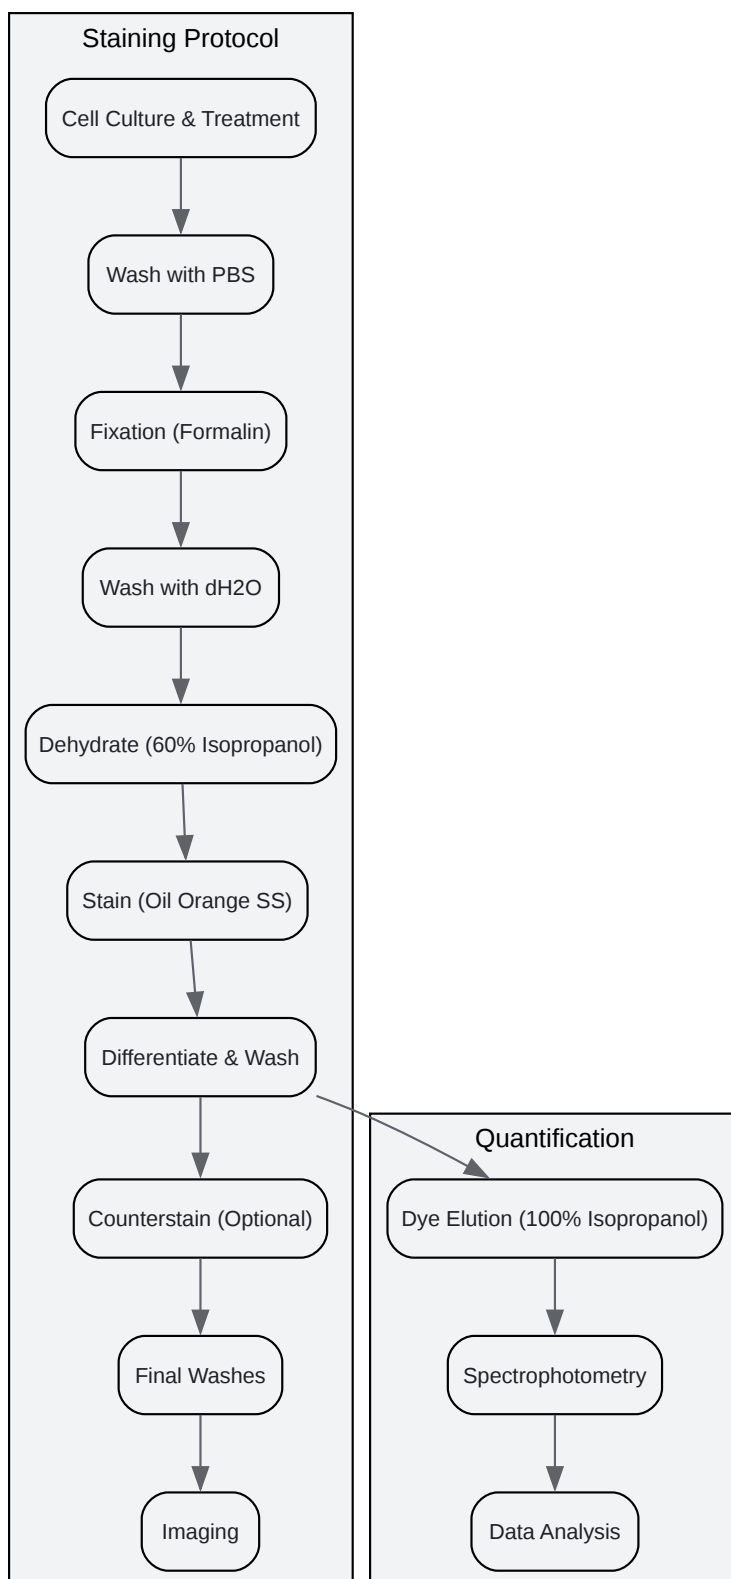 Staining Protocol
Cell Culture & Treatment
Wash with PBS
Fixation (Formalin)
Wash with dH2O
Dehydrate (60% Isopropanol)
Stain (Oil Orange SS)
Differentiate & Wash
Counterstain (Optional)
Final Washes
Imaging
Quantification
Dye Elution (100% Isopropanol)
Spectrophotometry
Data Analysis